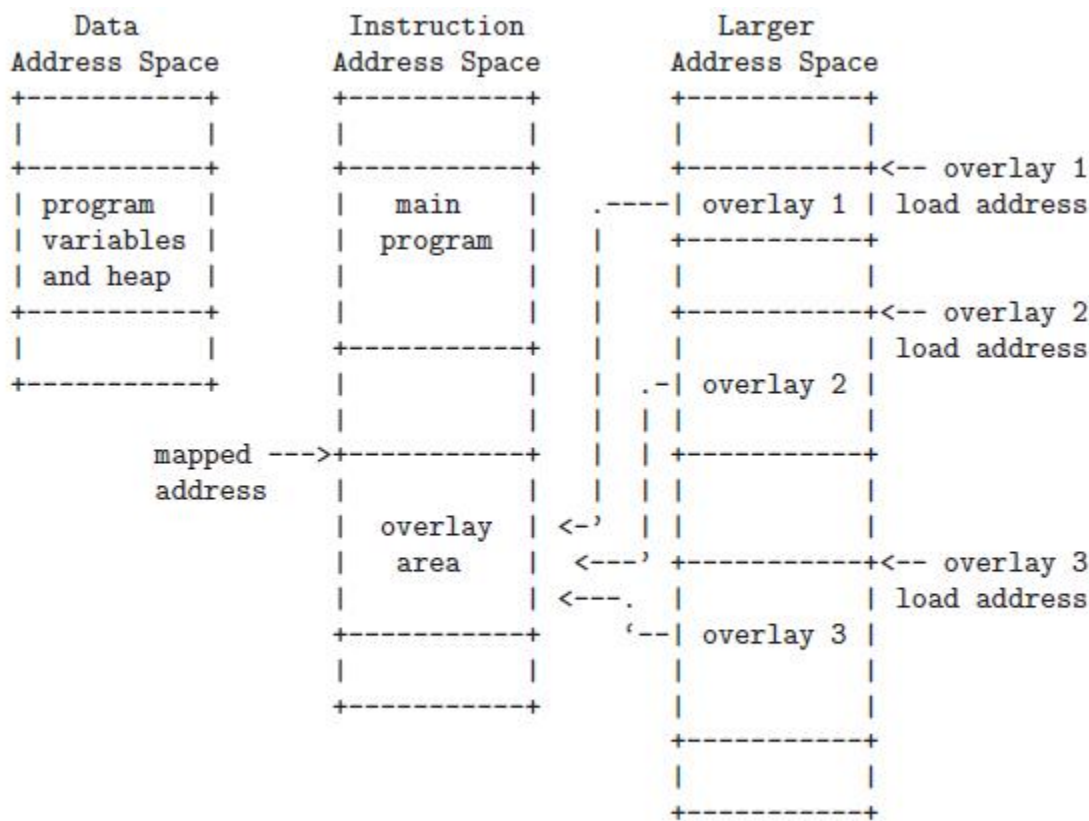 Data             Instruction           Larger
Address Space       Address Space       Address Space
+-----------+       +-----------+        +-----------+
|           |       |           |        |           |
+-----------+       +-----------+        +-----------+<-- overlay 1
| program   |       |   main    |   .----| overlay 1 | load address
| variables |       |  program  |   |    +-----------+
| and heap  |       |           |   |    |           |
+-----------+       |           |   |    +-----------+<-- overlay 2
|           |       +-----------+   |    |           | load address
+-----------+       |           |   |  .-| overlay 2 |
                    |           |   |  | |           |
         mapped --->+-----------+   |  | +-----------+
         address    |           |   |  | |           |
                    |  overlay  | <-'  | |           |
                    |   area    |  <---' +-----------+<-- overlay 3
                    |           | <---.  |           | load address
                    +-----------+     ‘--| overlay 3 |
                    |           |        |           |
                    +-----------+        |           |
                                         +-----------+
                                         |           |
                                         +-----------+